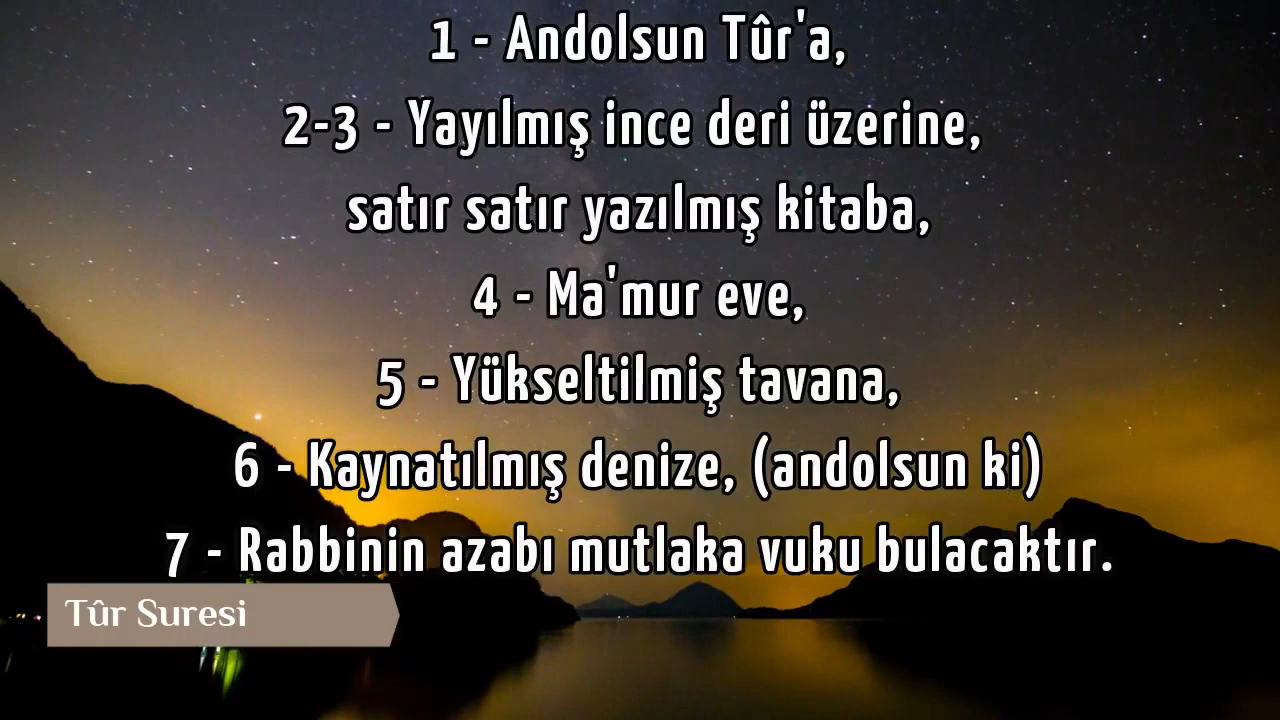 1 - Andolsun Tûr'a,
2-3 - Yayılmış ince deri üzerine,
satır satır yazılmış kitaba,
4 - Ma'mur eve,
5 - Yükseltilmiş tavana,
6 - Kaynatılmış denize, (andolsun ki)
7 - Rabbinin azabı mutlaka vuku bulacaktır.
Tûr Suresi